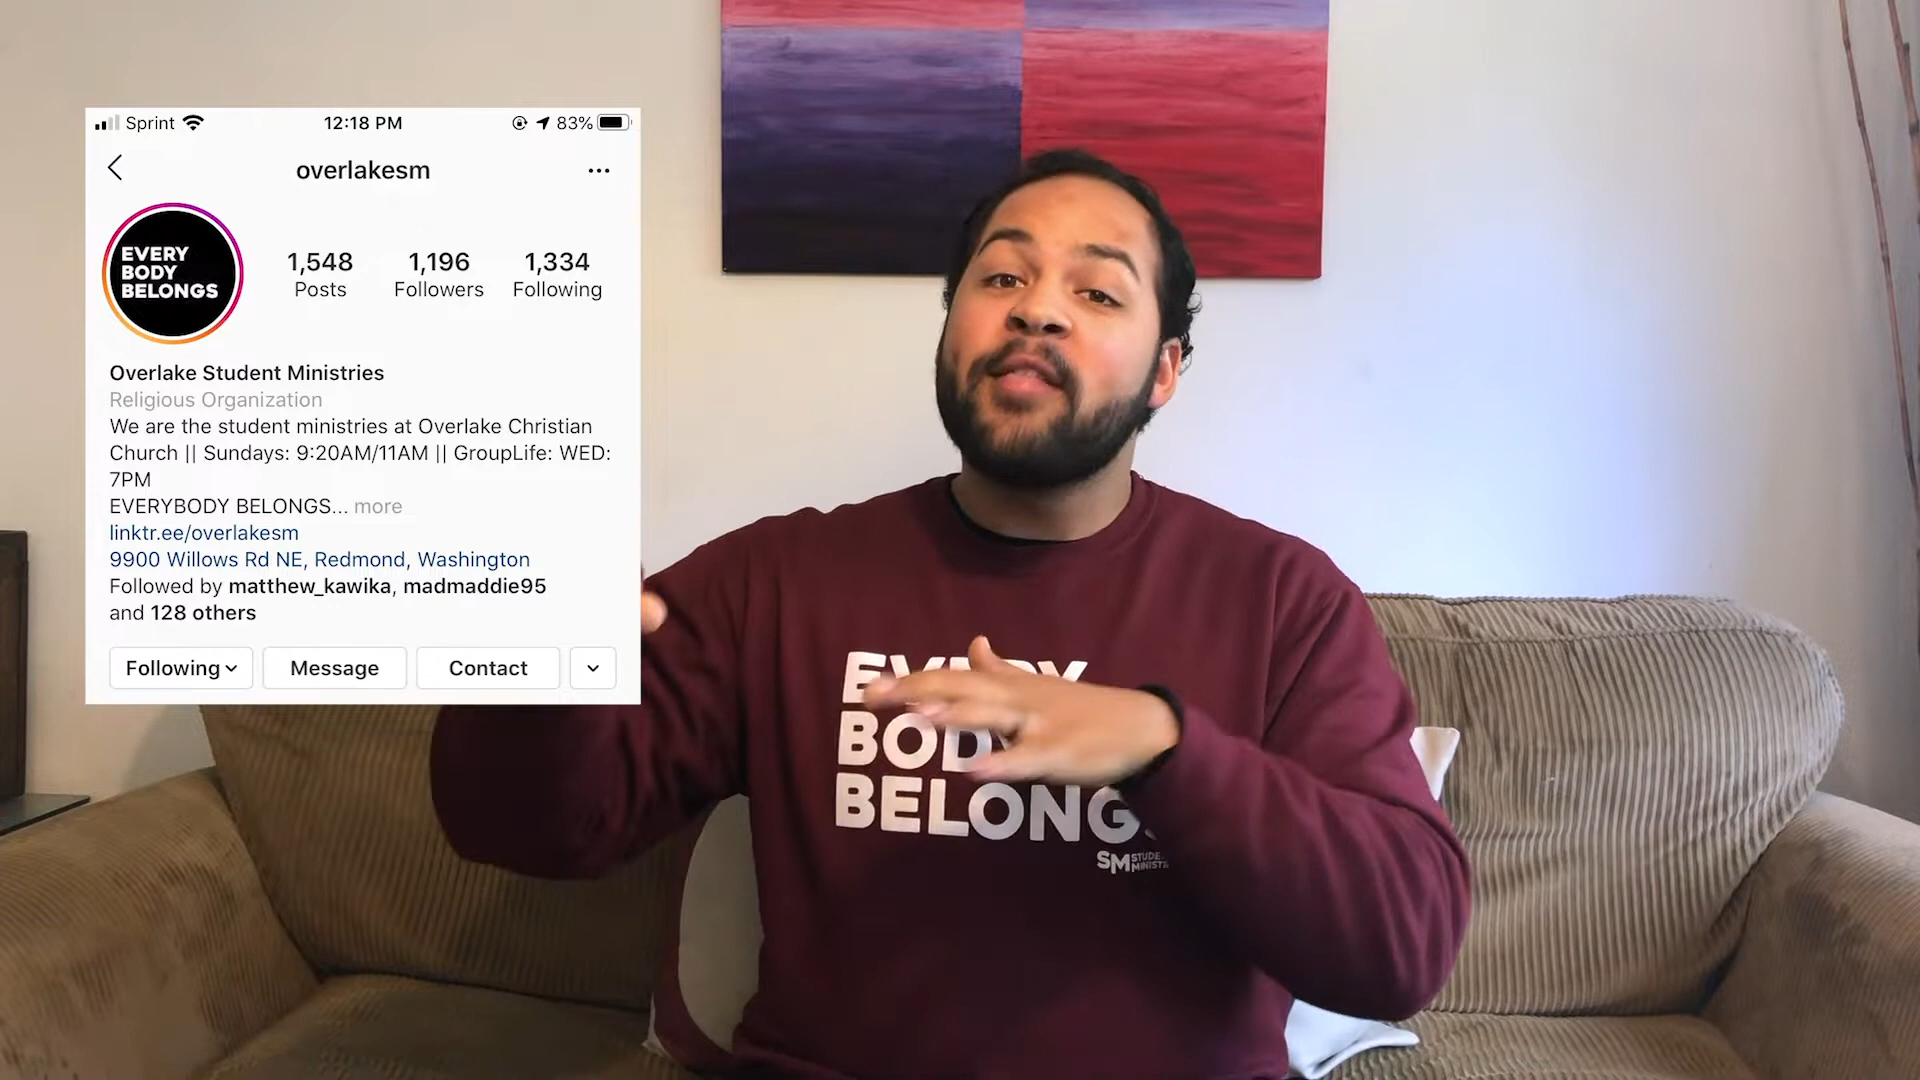 Sprint 12:18 PM 83%
overlakesm
EVERY
BODY
BELONGS
1,548 1,196 1,334
Posts Followers Following
Overlake Student Ministries
Religious Organization
We are the student ministries at Overlake Christian
Church || Sundays: 9:20AM/11AM || GroupLife: WED:
7PM
EVERYBODY BELONGS... more
linktr.ee/overlakesm
9900 Willows Rd NE, Redmond, Washington
Followed by matthew_kawika, madmaddie95
and 128 others
Following Message Contact
EVERY
BODY
BELONGS
SM